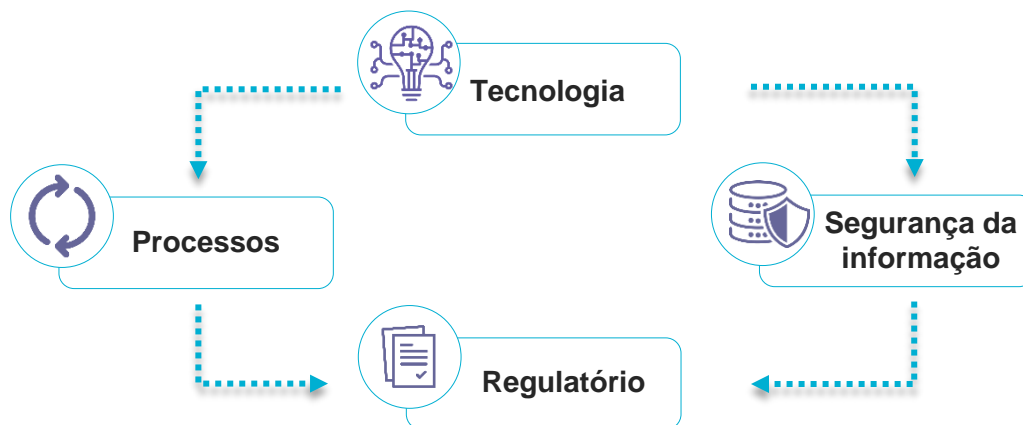 Tecnologia
Processos
Segurança da
informação
Regulatório